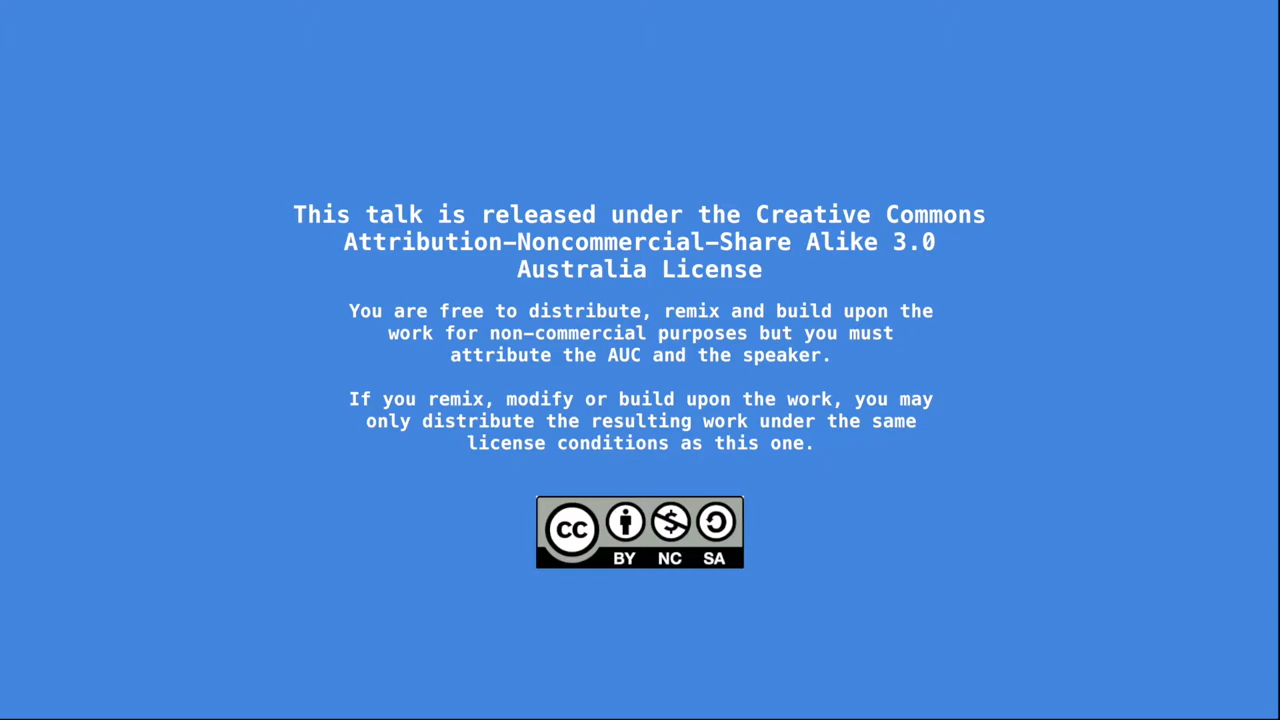 This talk is released under the Creative Commons
Attribution-Noncommercial-Share Alike 3.0
Australia License
You are free to distribute, remix and build upon the
work for non-commercial purposes but you must
attribute the AUC and the speaker.
If you remix, modify or build upon the work, you may
only distribute the resulting work under the same
license conditions as this one.
cc
BY NC SA